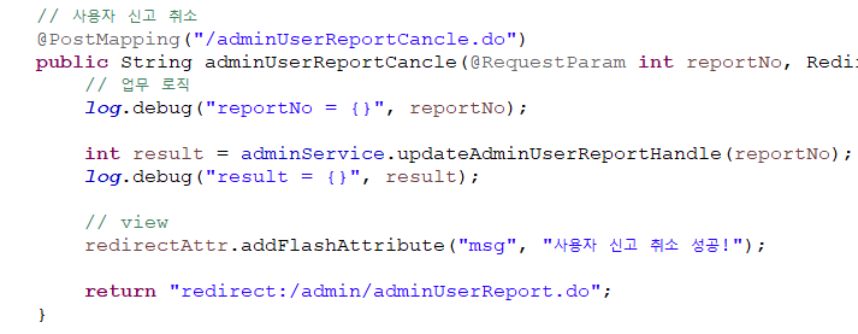 // 사용자 신고 취소
@PostMapping("/adminUserReportCancle.do")
public String adminUserReportCancle(@RequestParam int reportNo, Redi
// 업무 로직
log.debug("reportNo = {}", reportNo);
int result = adminService.updateAdminUserReportHandle(reportNo);
log.debug("result = {}", result);
// view
redirectAttr.addFlashAttribute("msg", "사용자 신고 취소 성공!");
return "redirect:/admin/adminUserReport.do";
}